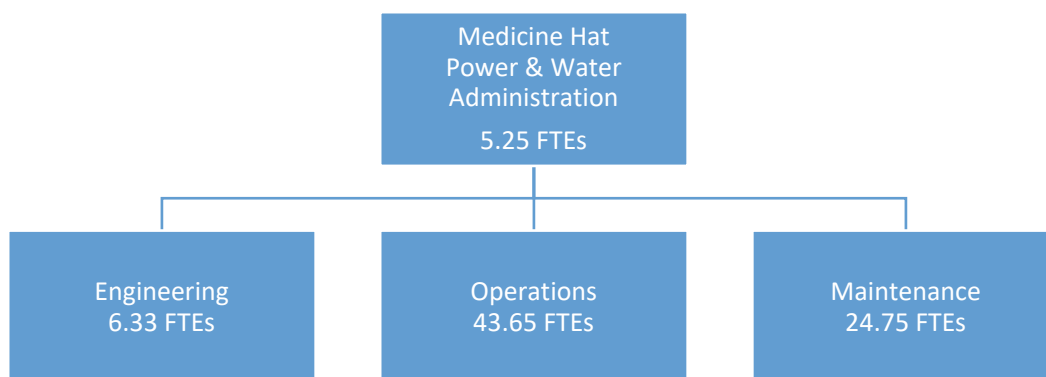 Medicine Hat
Power & Water
Administration
5.25 FTEs
Engineering
6.33 FTEs
Operations
43.65 FTEs
Maintenance
24.75 FTEs